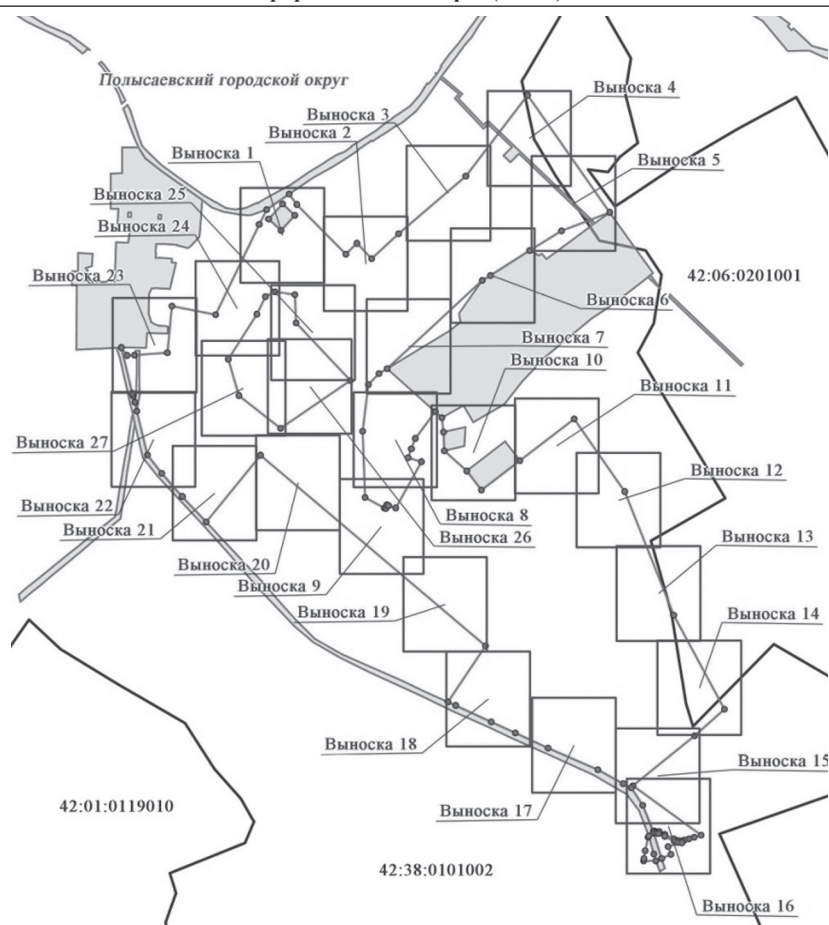 Полысаевский городской округ
Выноска 4
Выноска 3
Выноска 2
Выноска 1
Выноска 5
Выноска 25
Выноска 24
Выноска 23
42:06:0201001
Выноска 6
Выноска 7
Выноска 10
Выноска 11
Выноска 27
Выноска 12
Выноска 22
Выноска 8
Выноска 21
Выноска 26
Выноска 13
Выноска 20
Выноска 9
Выноска 19
Выноска 14
Выноска 18
Выноска 15
42:01:0119010
Выноска 17
42:38:0101002
Выноска 16